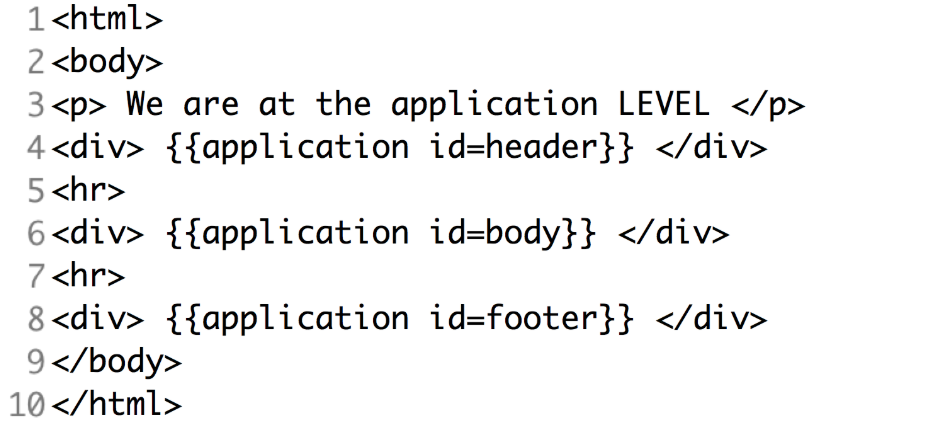 1 <html>
2 <body>
3 <p> We are at the application LEVEL </p>
4 <div> {{application id=header}} </div>
5 <hr>
6 <div> {{application id=body}} </div>
7 <hr>
8 <div> {{application id=footer}} </div>
9 </body>
10 </html>